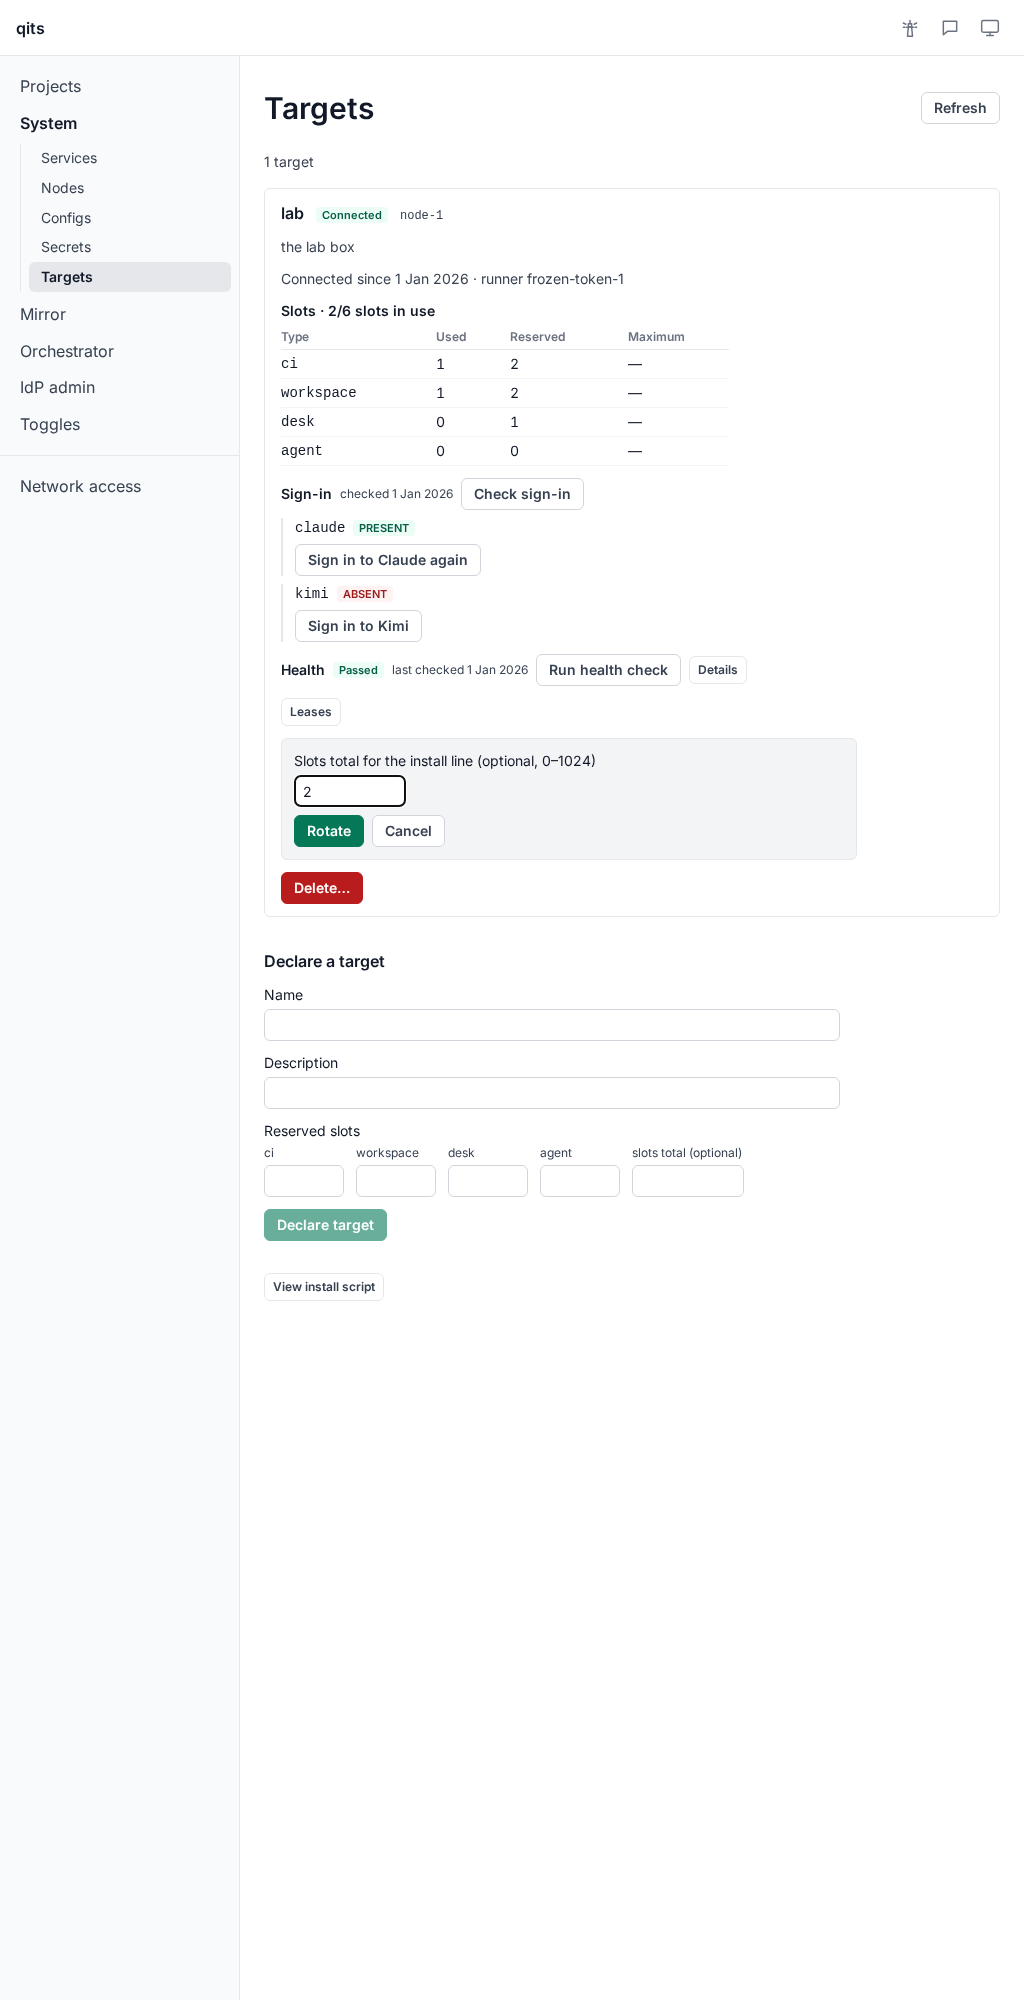 qits
Projects
System
Services
Nodes
Configs
Secrets
Targets
Mirror
Orchestrator
IdP admin
Toggles
Network access
Targets
Refresh
1 target
lab Connected node-1
the lab box
Connected since 1 Jan 2026 · runner frozen-token-1
Slots · 2/6 slots in use
Type Used Reserved Maximum
ci 1 2 —
workspace 1 2 —
desk 0 1 —
agent 0 0 —
Sign-in checked 1 Jan 2026 Check sign-in
claude PRESENT
Sign in to Claude again
kimi ABSENT
Sign in to Kimi
Health Passed last checked 1 Jan 2026 Run health check Details
Leases
Slots total for the install line (optional, 0–1024)
2
Rotate Cancel
Delete…
Declare a target
Name
Description
Reserved slots
ci workspace desk agent slots total (optional)
Declare target
View install script